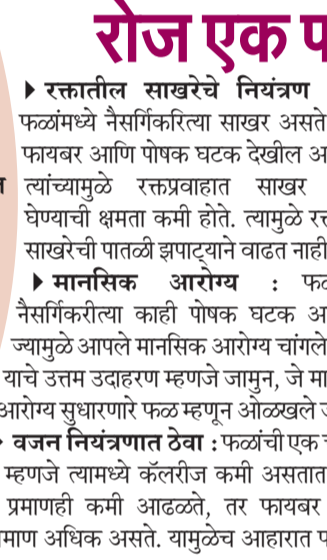 रोज एक
▶ रक्तातील साखरेचे नियंत्रण
फळांमध्ये नैसर्गिकरित्या साखर असते
फायबर आणि पोषक घटक देखील
त्यांच्यामुळे रक्तप्रवाहात साखर
घेण्याची क्षमता कमी होते. त्यामुळे
साखरेची पातळी झपाट्याने वाढत नाही
▶ मानसिक आरोग्य :
नैसर्गिकरीत्या काही पोषक घटक
ज्यामुळे आपले मानसिक आरोग्य चांगले
याचे उत्तम उदाहरण म्हणजे जामुन, जे
आरोग्य सुधारणारे फळ म्हणून ओळखले
वजन नियंत्रणात ठेवा : फळांची एक
म्हणजे त्यामध्ये कॅलरीज कमी असतात
प्रमाणही कमी आढळते, तर फायबर
अधिक असते. यामुळेच आहारात